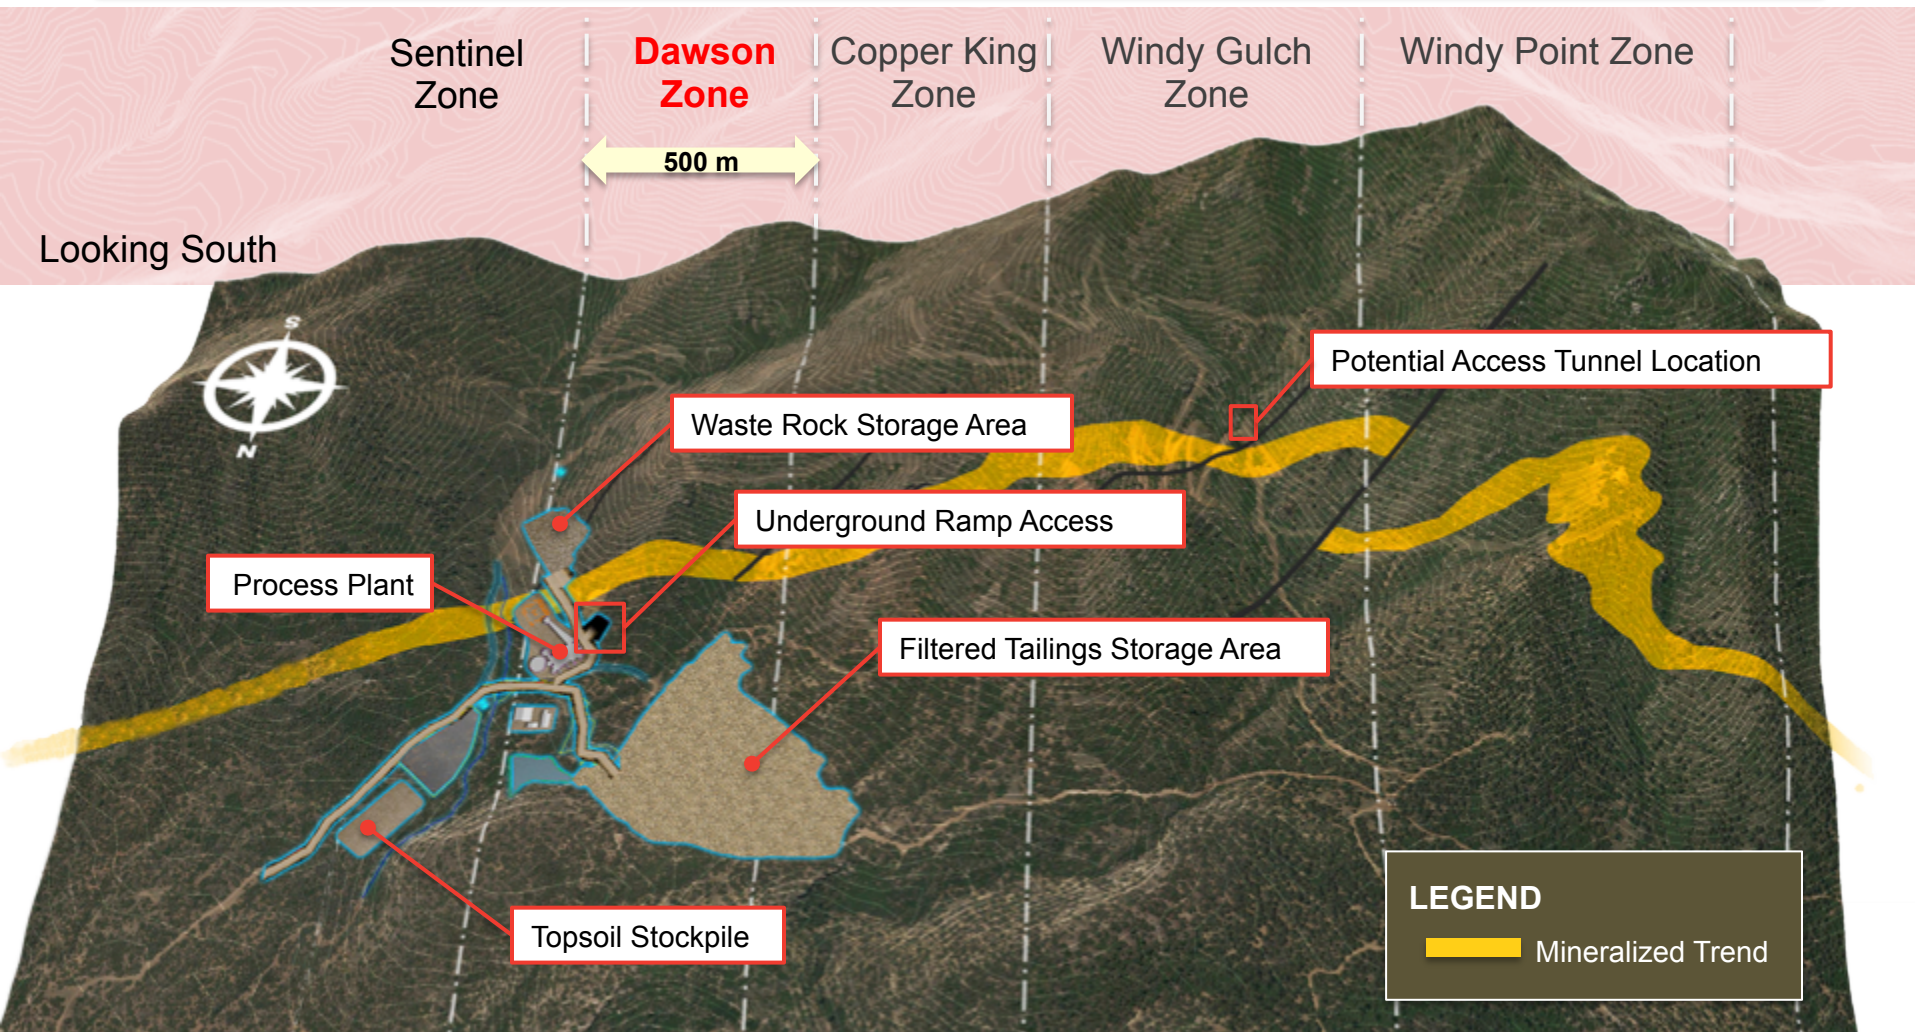 Sentinel
Zone
Dawson
Zone
Copper King
Zone
Windy Gulch
Zone
Windy Point Zone
500 m
Looking South
S
N
Potential Access Tunnel Location
Waste Rock Storage Area
Underground Ramp Access
Process Plant
Filtered Tailings Storage Area
Topsoil Stockpile
LEGEND
Mineralized Trend